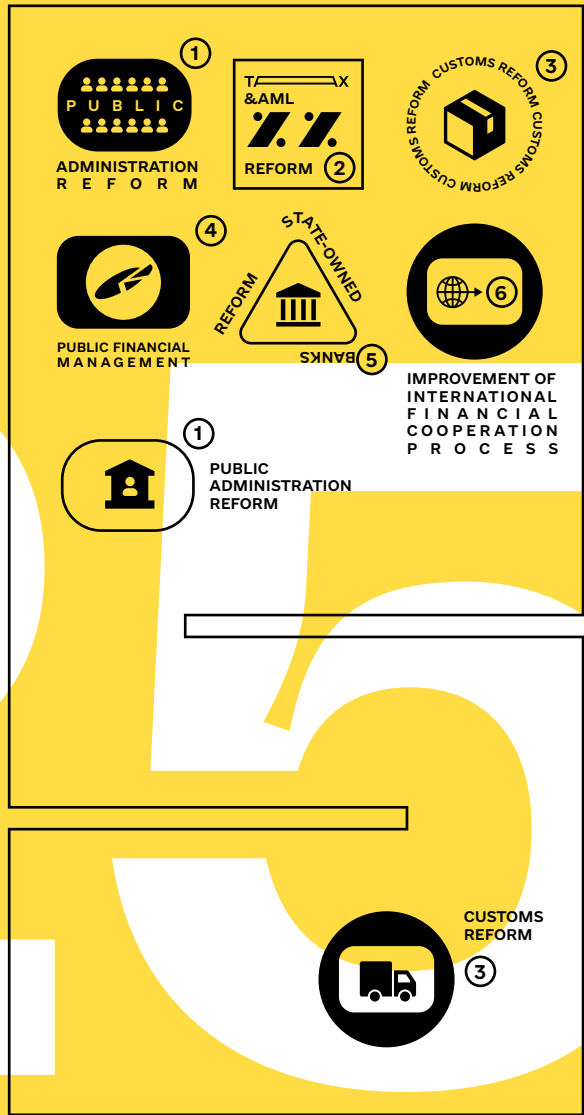 1
PUBLIC
ADMINISTRATION
REFORM
TAX
&AML
REFORM 2
3
CUSTOMS REFORM CUSTOMS REFORM CUSTOMS REFORM
4
PUBLIC FINANCIAL
MANAGEMENT
STATE-OWNED
BANKS
REFORM
5
6
IMPROVEMENT OF
INTERNATIONAL
FINANCIAL
COOPERATION
PROCESS
1
PUBLIC
ADMINISTRATION
REFORM
CUSTOMS
REFORM
3